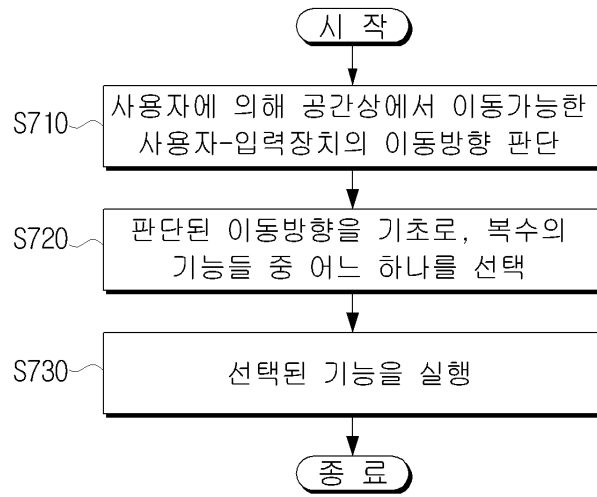 시 작
S710
사용자에 의해 공간상에서 이동가능한
사용자-입력장치의 이동방향 판단
S720
판단된 이동방향을 기초로, 복수의
기능들 중 어느 하나를 선택
S730
선택된 기능을 실행
종 료